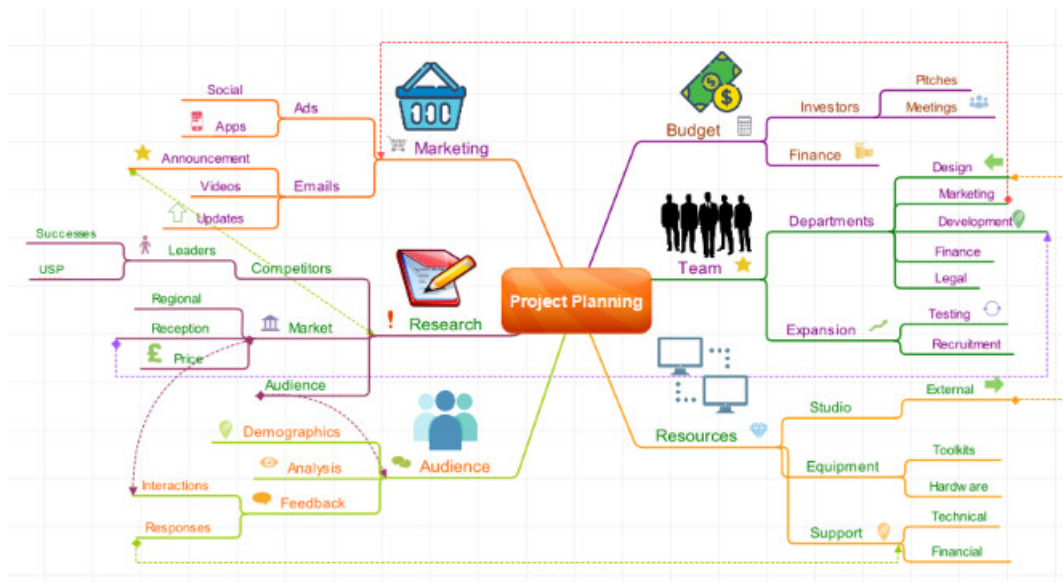 Project Planning
Marketing
Ads
Social
Apps
Emails
Announcement
Videos
Updates
Research
Competitors
Leaders
Successes
USP
Market
Regional
Reception
Price
Audience
Audience
Demographics
Analysis
Feedback
Interactions
Responses
Budget
Investors
Pitches
Meetings
Finance
Team
Departments
Design
Marketing
Development
Finance
Legal
Expansion
Testing
Recruitment
Resources
Studio
External
Equipment
Toolkits
Hardware
Support
Technical
Financial